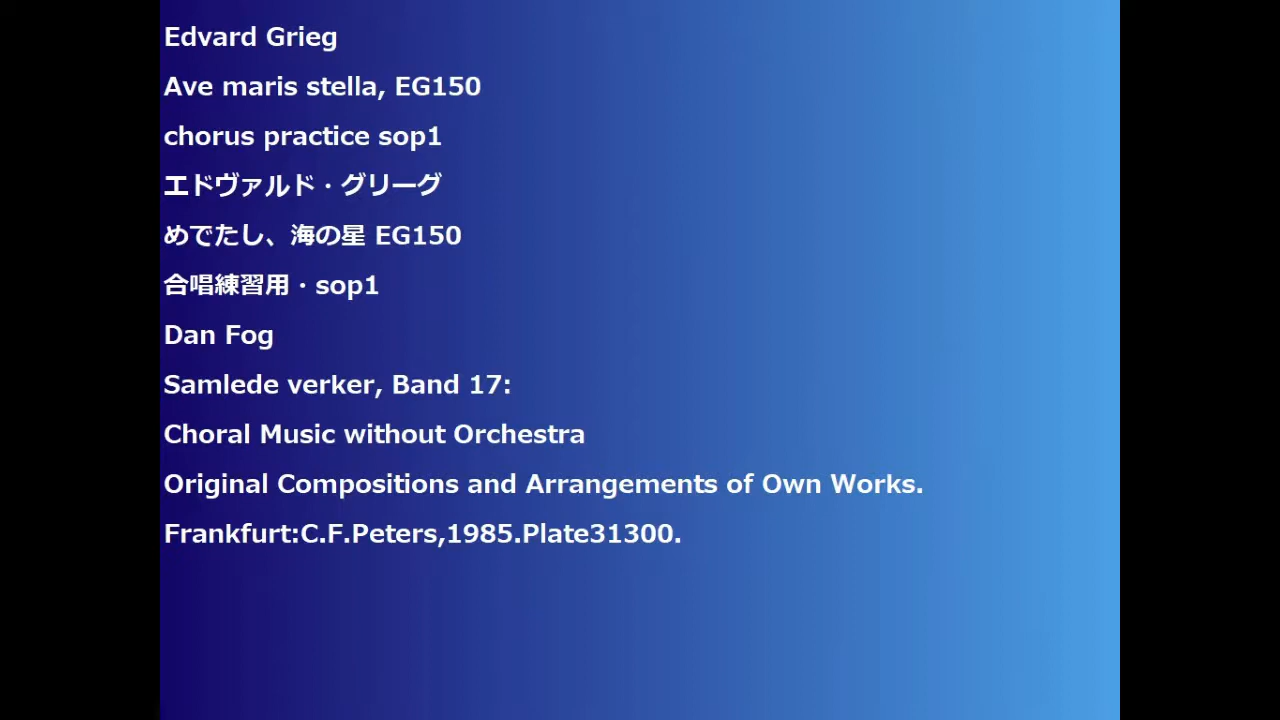 Edvard Grieg
Ave maris stella, EG150
chorus practice sop1
エドヴァルド・グリーグ
めでたし、海の星 EG150
合唱練習用・sop1
Dan Fog
Samlede verker, Band 17:
Choral Music without Orchestra
Original Compositions and Arrangements of Own Works.
Frankfurt:C.F.Peters,1985.Plate31300.